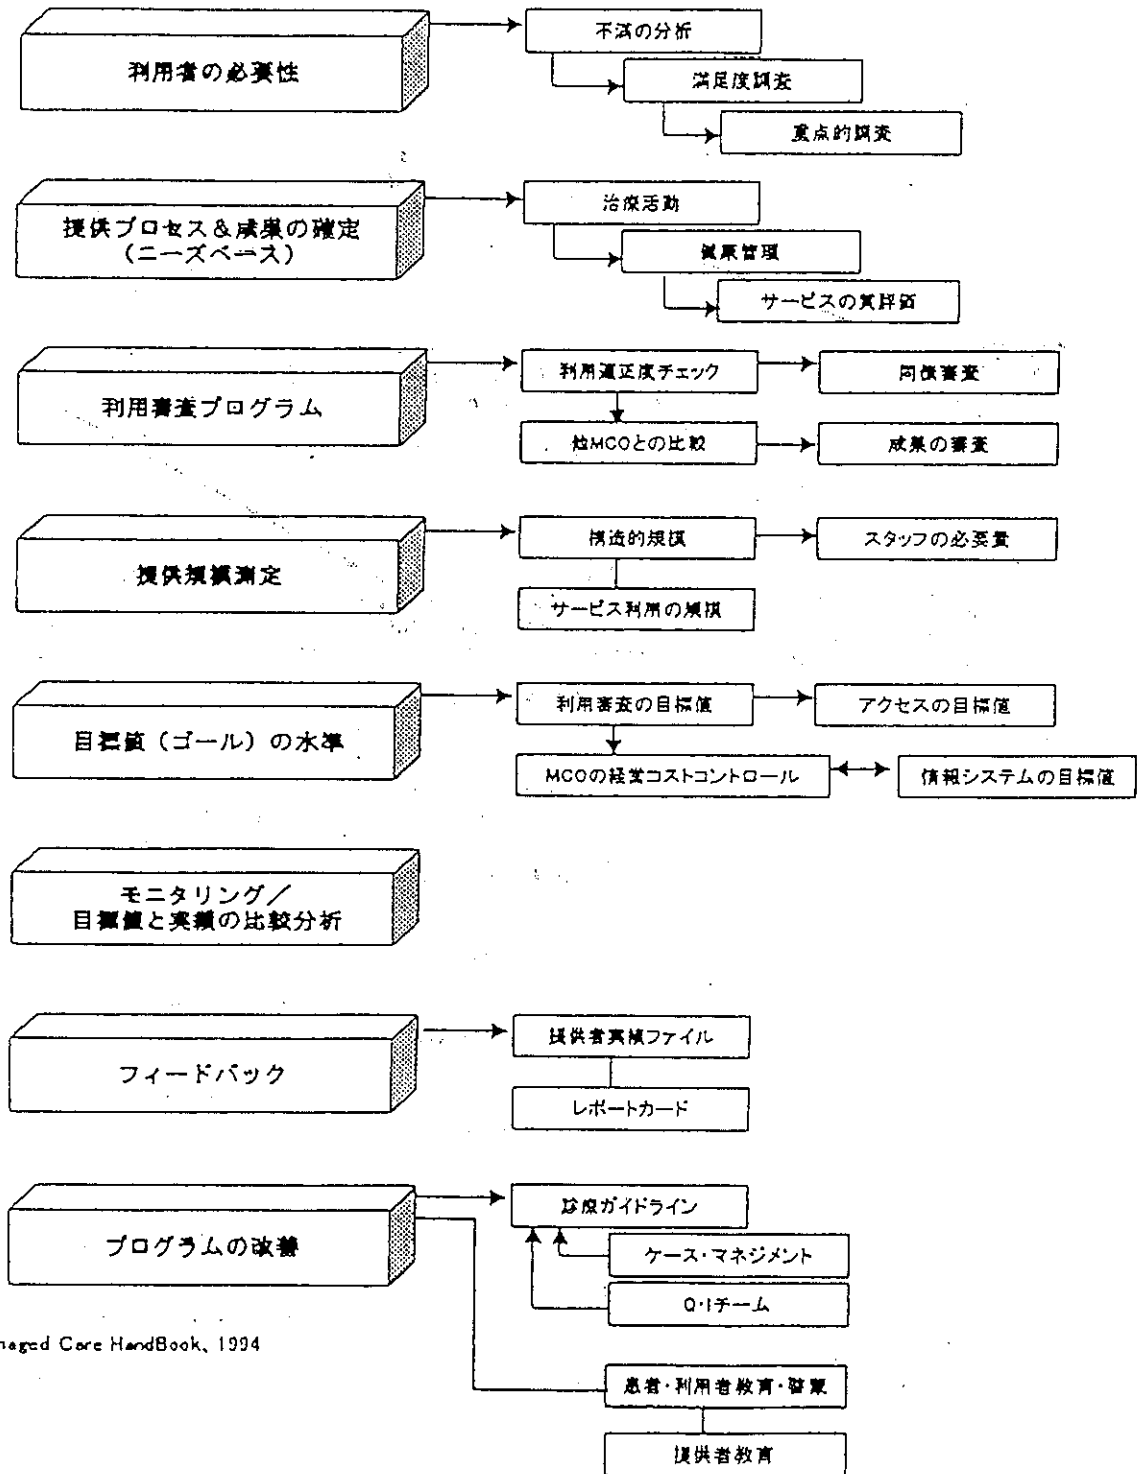 利用者の必要性
不満の分析
満足度調査
重点的調査
提供プロセス&成果の確定
(ニーズベース)
治療活動
健康管理
サービスの質評価
利用審査プログラム
利用適正度チェック
同僚審査
他MCOとの比較
成果の審査
提供規模測定
構造的規模
スタッフの必要量
サービス利用の規模
目標値(ゴール)の水準
利用審査の目標値
アクセスの目標値
MCOの経営コストコントロール
情報システムの目標値
モニタリング/
目標値と実績の比較分析
フィードバック
提供者実績ファイル
レポートカード
プログラムの改善
診療ガイドライン
ケース・マネジメント
Q・Iチーム
naged Care HandBook、1994
患者・利用者教育・啓蒙
提供者教育